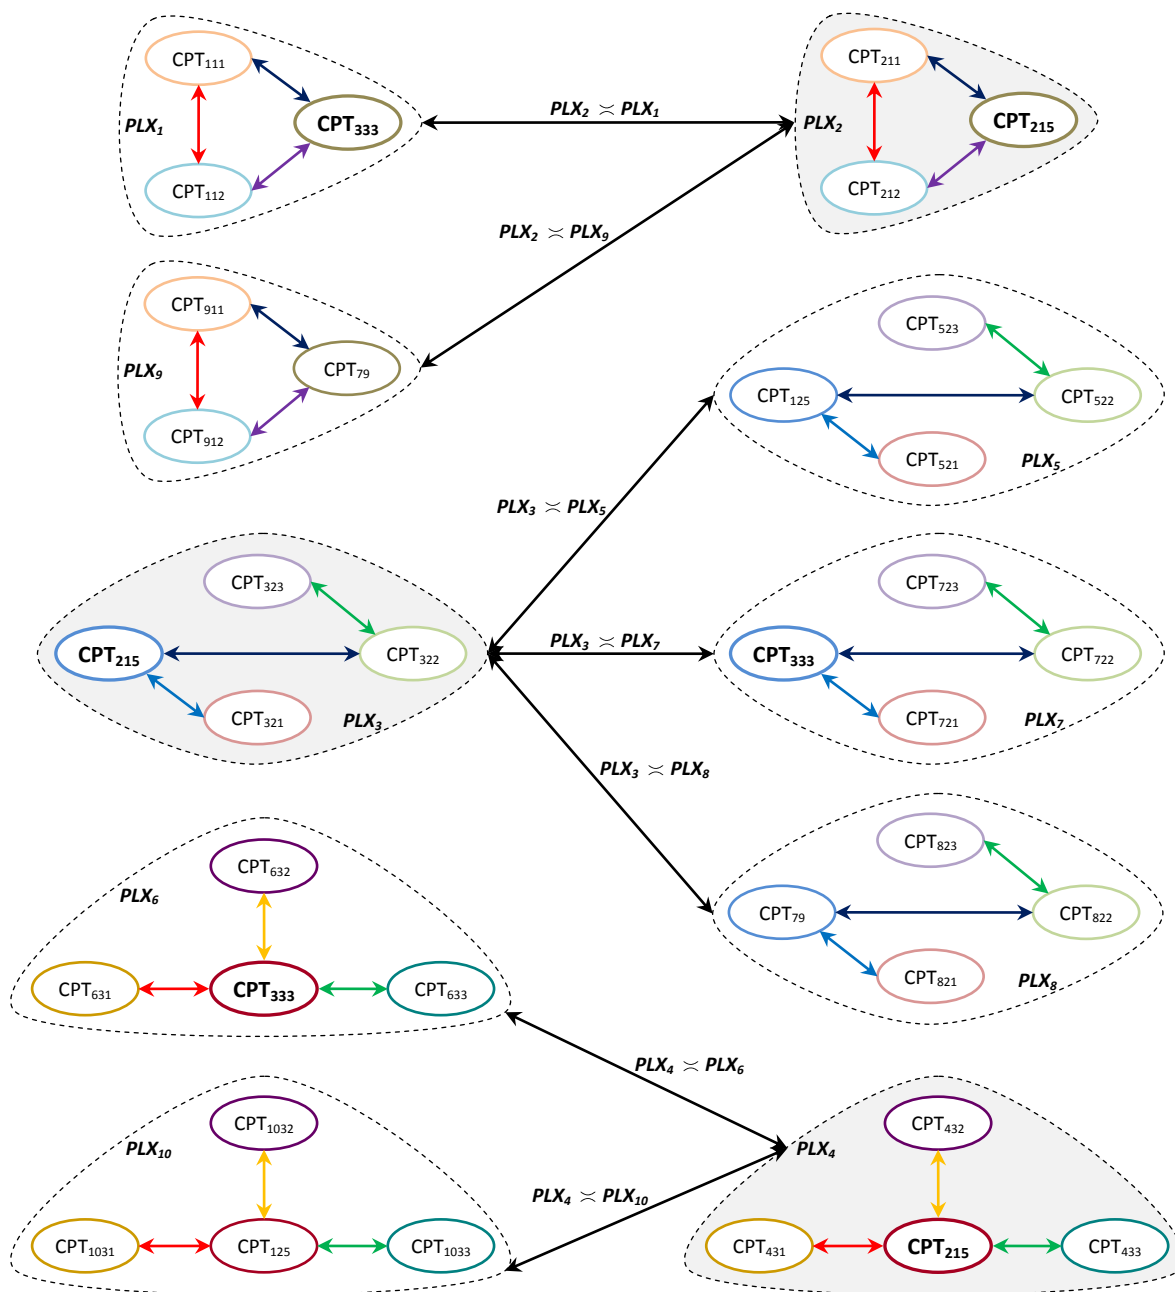 CPT₁₁₁
PLX₁
CPT₃₃₃
CPT₁₁₂
PLX₂ ≍ PLX₁
CPT₂₁₁
PLX₂
CPT₂₁₅
CPT₂₁₂
PLX₂ ≍ PLX₉
CPT₉₁₁
PLX₉
CPT₇₉
CPT₉₁₂
CPT₅₂₃
CPT₁₂₅
CPT₅₂₂
CPT₅₂₁
PLX₅
PLX₃ ≍ PLX₅
CPT₃₂₃
CPT₂₁₅
CPT₃₂₂
CPT₃₂₁
PLX₃
PLX₃ ≍ PLX₇
CPT₇₂₃
CPT₃₃₃
CPT₇₂₂
CPT₇₂₁
PLX₇
PLX₃ ≍ PLX₈
CPT₈₂₃
CPT₇₉
CPT₈₂₂
CPT₈₂₁
PLX₈
CPT₆₃₂
PLX₆
CPT₆₃₁
CPT₃₃₃
CPT₆₃₃
PLX₄ ≍ PLX₆
CPT₁₀₃₂
PLX₁₀
CPT₁₀₃₁
CPT₁₂₅
CPT₁₀₃₃
PLX₄ ≍ PLX₁₀
CPT₄₃₂
PLX₄
CPT₄₃₁
CPT₂₁₅
CPT₄₃₃